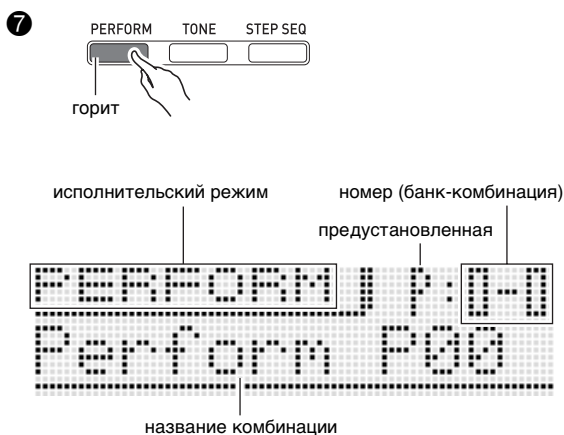 7
PERFORM TONE STEP SEQ
горит
исполнительский режим номер (банк-комбинация)
предустановленная
PERFORM P:0-0
Perform P00
название комбинации